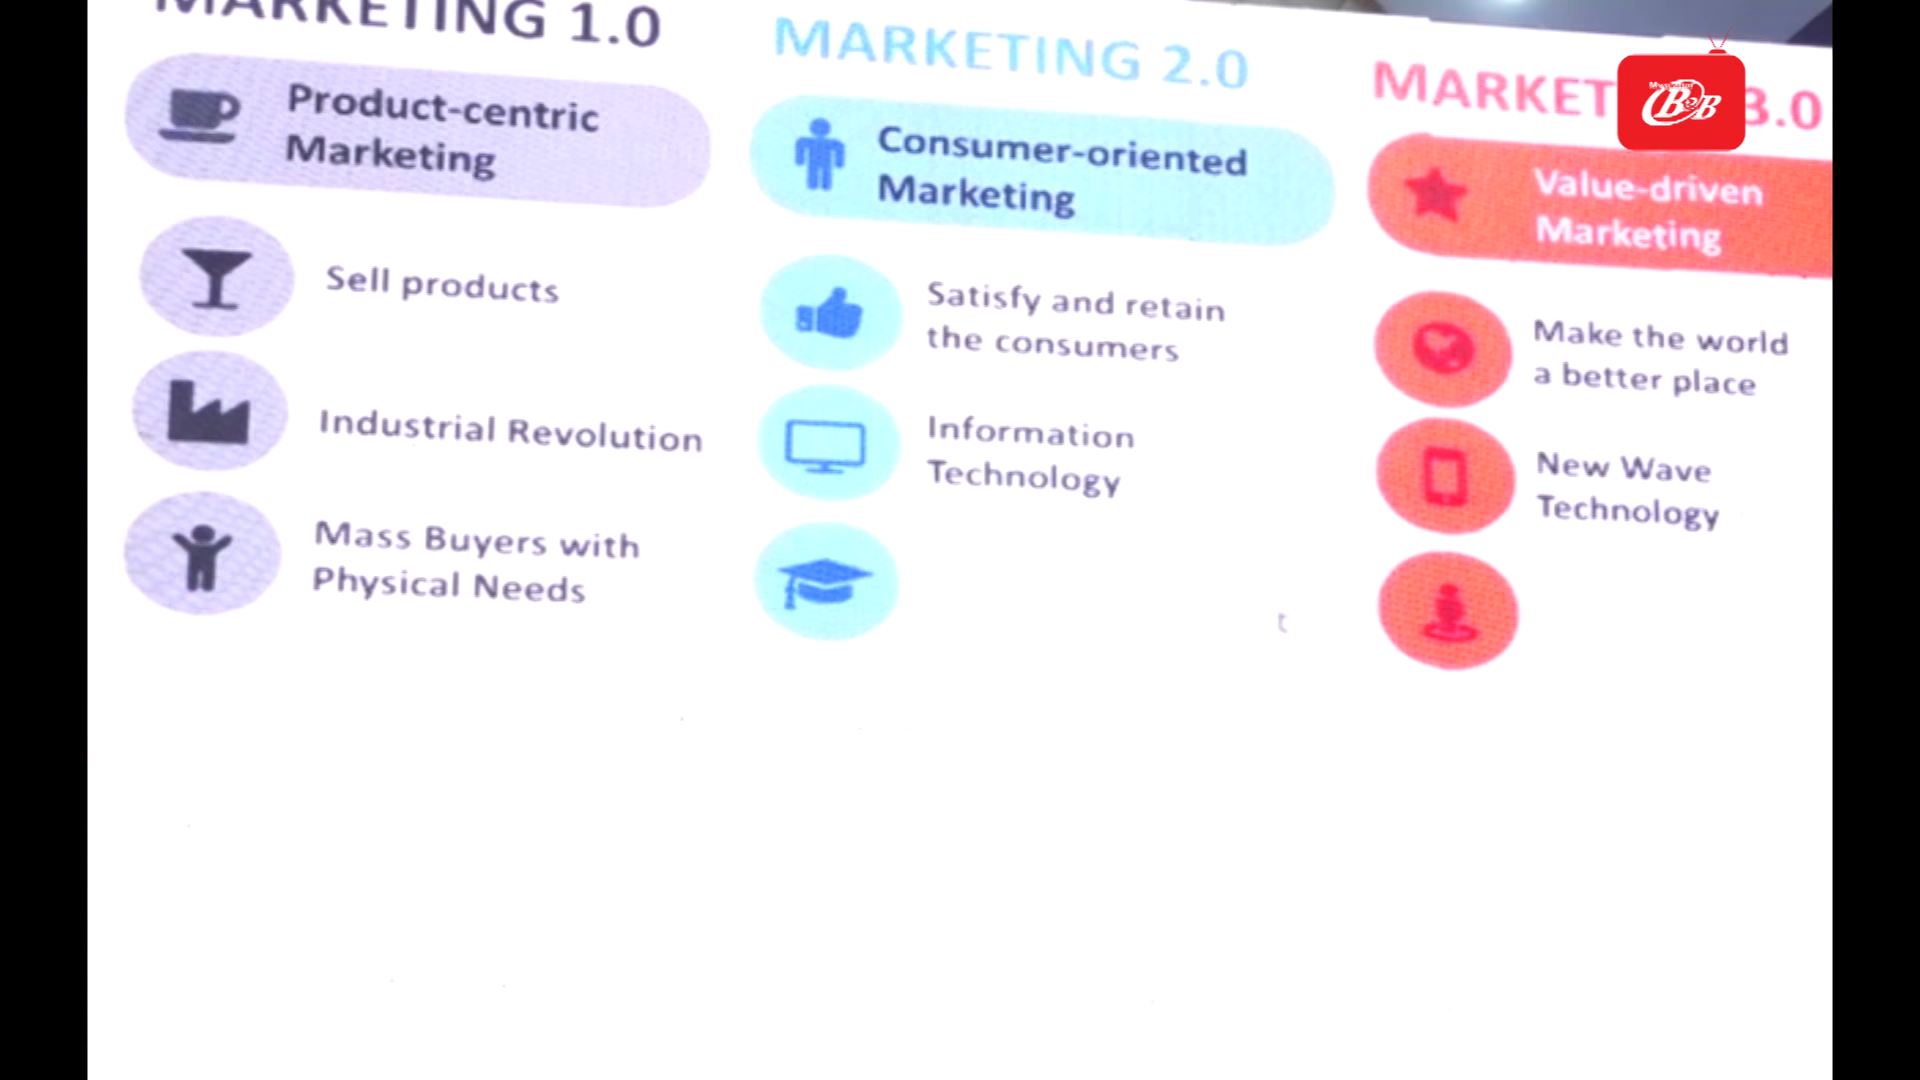 MARKETING 1.0
Product-centric
Marketing
Sell products
Industrial Revolution
Mass Buyers with
Physical Needs
MARKETING 2.0
Consumer-oriented
Marketing
Satisfy and retain
the consumers
Information
Technology
t
MARKET 3.0
Value-driven
Marketing
Make the world
a better place
New Wave
Technology
B2B